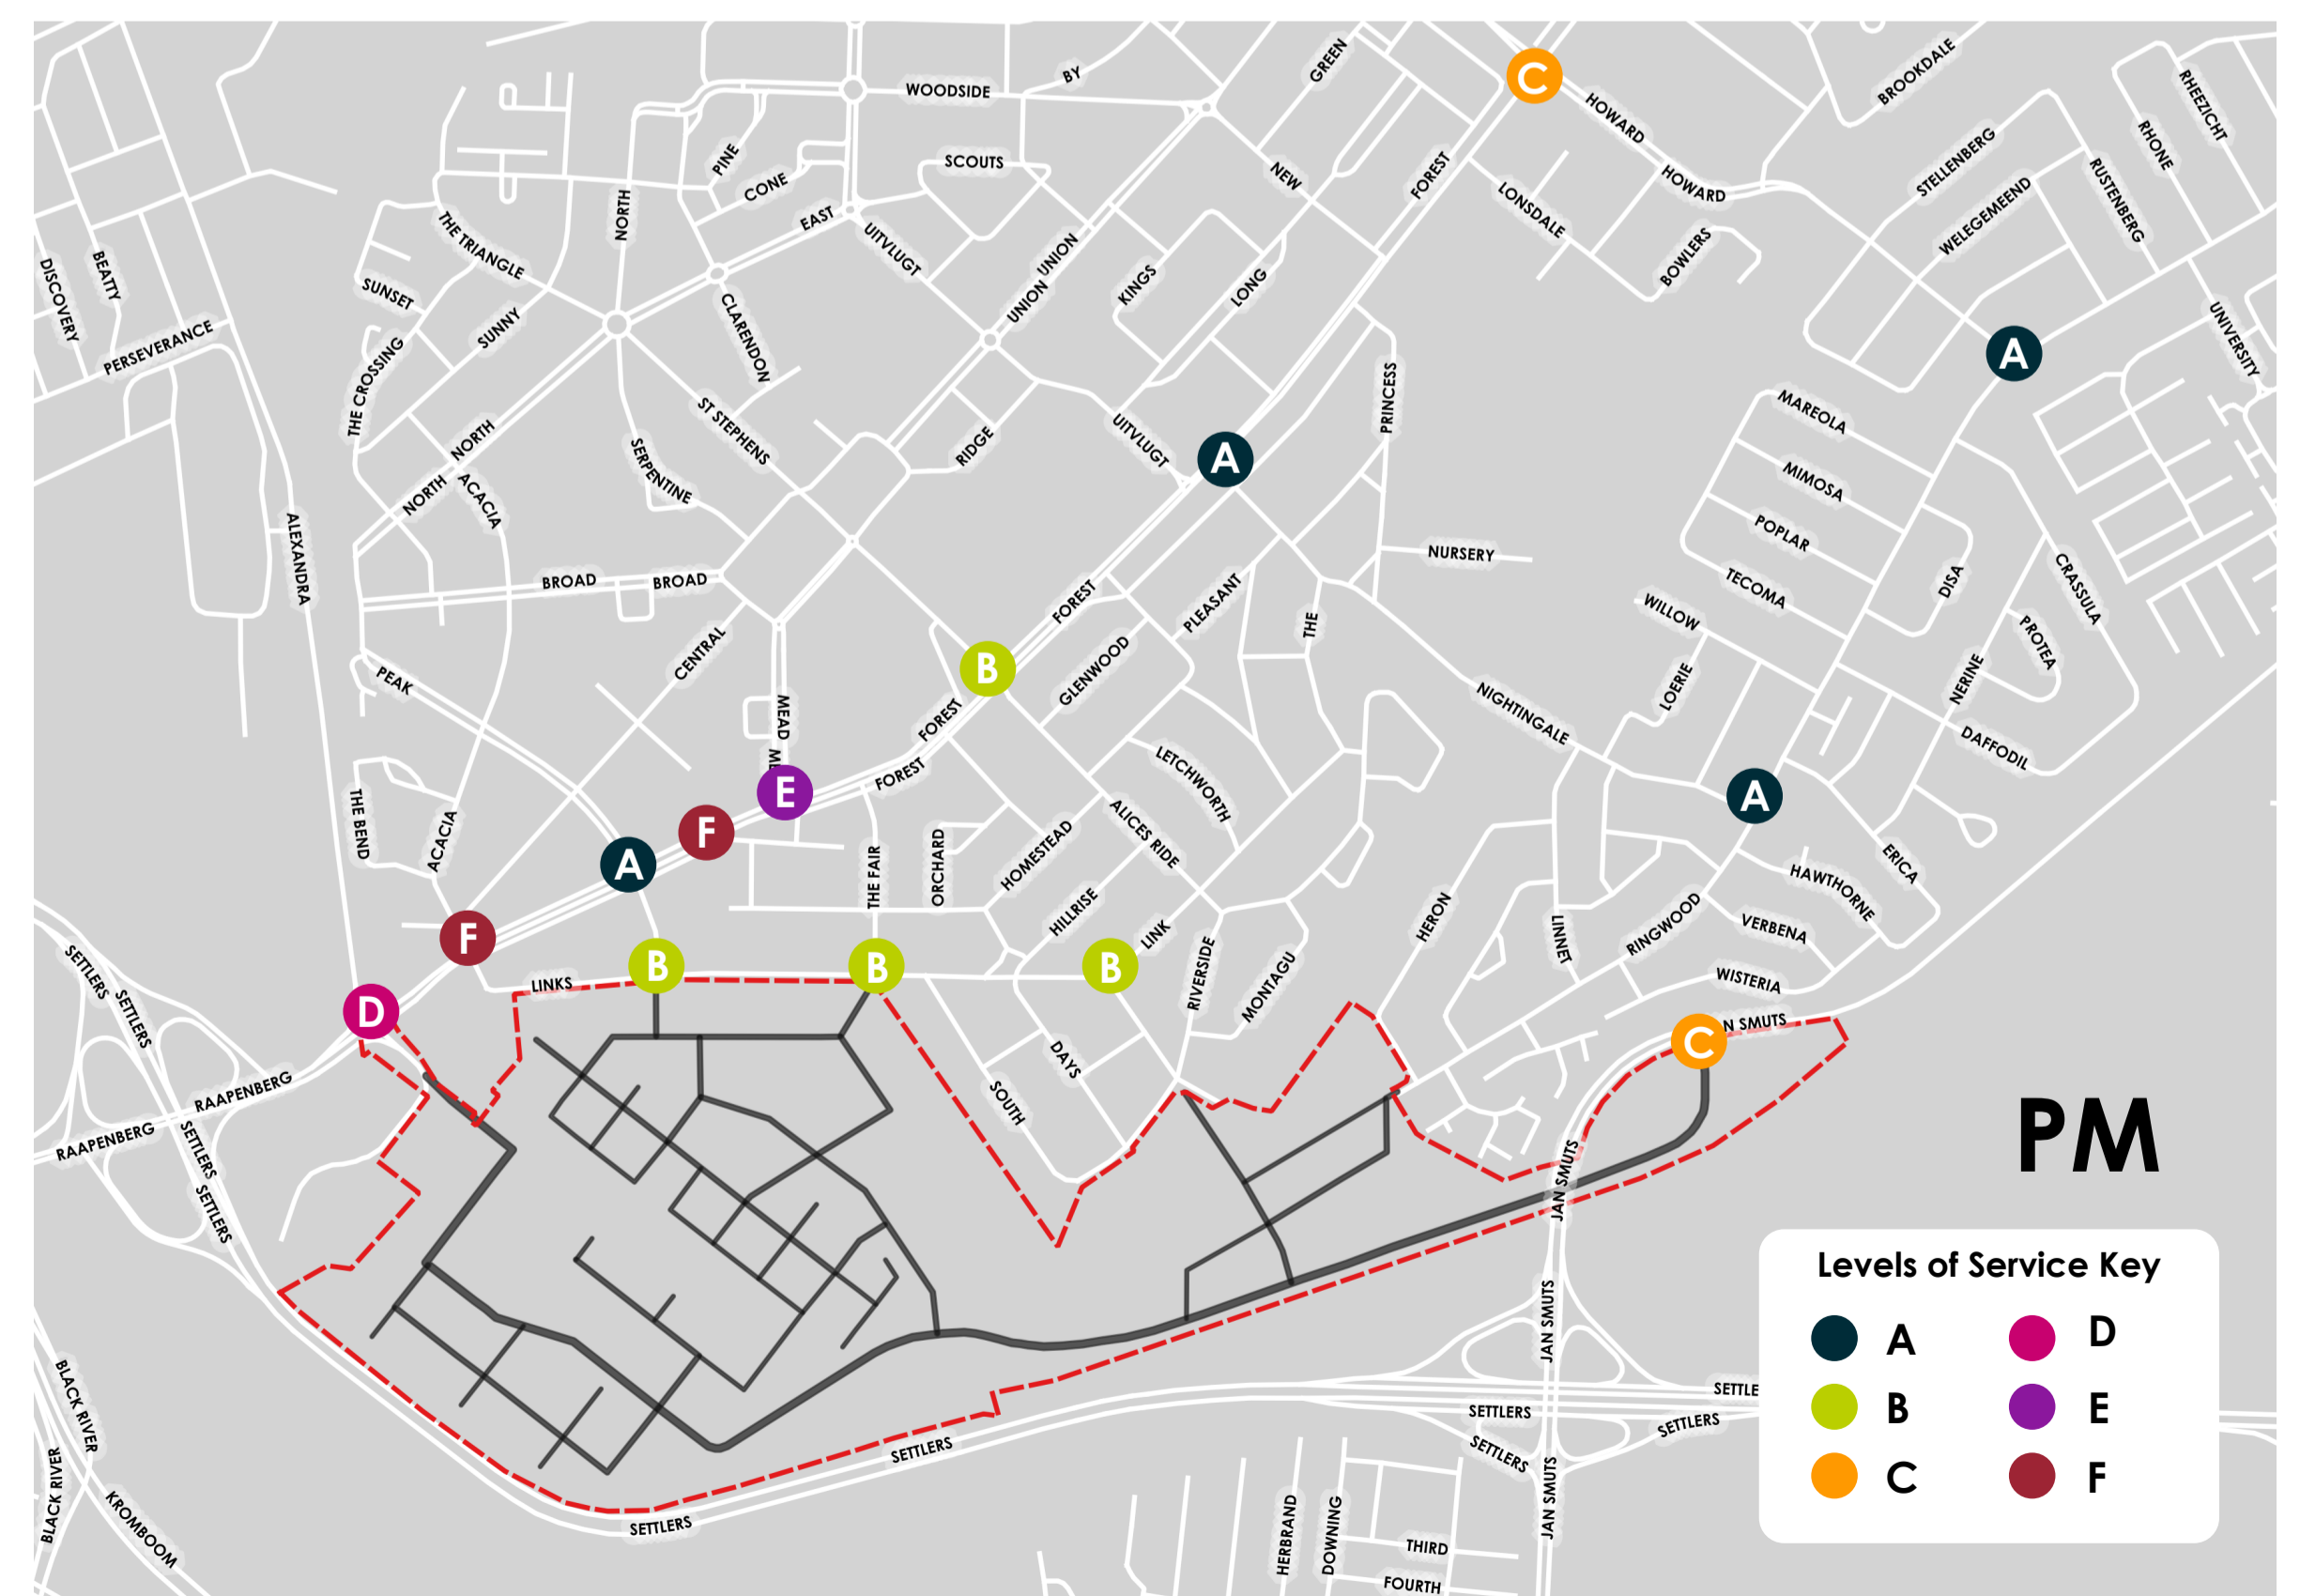 GREEN
BY
WOODSIDE
C
HOWARD
BROOKDALE
RHEEZICHT
RHONE
STELLENBERG
PINE
SCOUTS
CONE
NEW
FOREST
HOWARD
LONSDALE
WELEGEMEEND
RUSTENBERG
NORTH
EAST
THE TRIANGLE
UITVLUGT
UNION
UNION
KINGS
LONG
BOWLERS
DISCOVERY
BEATTY
SUNSET
SUNNY
CLARENDON
PERSEVERANCE
THE CROSSING
UNIVERSITY
A
PRINCESS
MAREOLA
ST STEPHENS
RIDGE
UITVLUGT
A
NORTH
NORTH
ACACIA
SERPENTINE
MIMOSA
POPLAR
ALEXANDRA
NURSERY
BROAD
BROAD
TECOMA
DISA
CRASSULA
FOREST
PLEASANT
THE
WILLOW
PROTEA
CENTRAL
B
GLENWOOD
LOERIE
NERINE
PEAK
MEAD
FOREST
NIGHTINGALE
DAFFODIL
ME
E
FOREST
LETCHWORTH
A
THE BEND
ACACIA
F
A
THE FAIR
ORCHARD
HOMESTEAD
ALICES RIDE
ERICA
HAWTHORNE
HILLRISE
LINK
HERON
LINNET
RINGWOOD
VERBENA
F
B
B
B
SETTLERS
SETTLERS
LINKS
RIVERSIDE
MONTAGU
WISTERIA
D
C
N SMUTS
DAYS
SOUTH
RAAPENBERG
RAAPENBERG
SETTLERS
SETTLERS
JAN SMUTS
PM
Levels of Service Key
A
D
B
E
C
F
JAN SMUTS
SETTLE
SETTLERS
SETTLERS
SETTLERS
SETTLERS
JAN SMUTS
BLACK RIVER
BLACK RIVER
KROMBOOM
SETTLERS
HERBRAND
DOWNING
THIRD
FOURTH